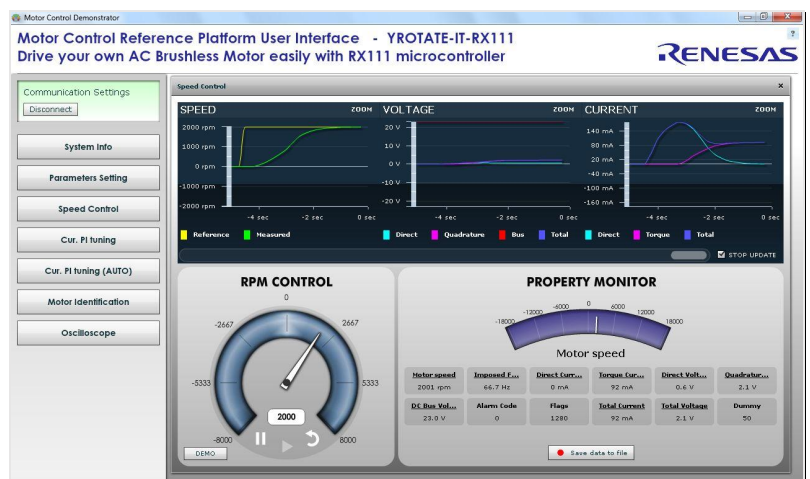 Motor Control Demonstrator
Motor Control Reference Platform User Interface - YROTATE-IT-RX111
Drive your own AC Brushless Motor easily with RX111 microcontroller
?
RENESAS
Communication Settings
Disconnect
System Info
Parameters Setting
Speed Control
Cur. PI tuning
Cur. PI tuning (AUTO)
Motor Identification
Oscilloscope
Speed Control
x
SPEED
ZOOM
2000 rpm
1000 rpm
0 rpm
-1000 rpm
-2000 rpm
-4 sec
-2 sec
0 sec
Reference
Measured
VOLTAGE
ZOOM
20 V
10 V
0 V
-10 V
-20 V
-4 sec
-2 sec
0 sec
Direct
Quadrature
Bus
Total
CURRENT
ZOOM
140 mA
80 mA
20 mA
-40 mA
-100 mA
-160 mA
-4 sec
-2 sec
0 sec
Direct
Torque
Total
STOP UPDATE
RPM CONTROL
0
-2667
2667
-5333
5333
-8000
8000
2000
DEMO
PROPERTY MONITOR
-18000
-12000
-6000
0
6000
12000
18000
Motor speed
Motor speed
Imposed F...
Direct Curr...
Torque Cur...
Direct Volt...
Quadratur...
2001 rpm
66.7 Hz
0 mA
92 mA
0.6 V
2.1 V
DC Bus Vol...
Alarm Code
Flags
Total Current
Total Voltage
Dummy
23.0 V
0
1280
92 mA
2.1 V
50
Save data to file